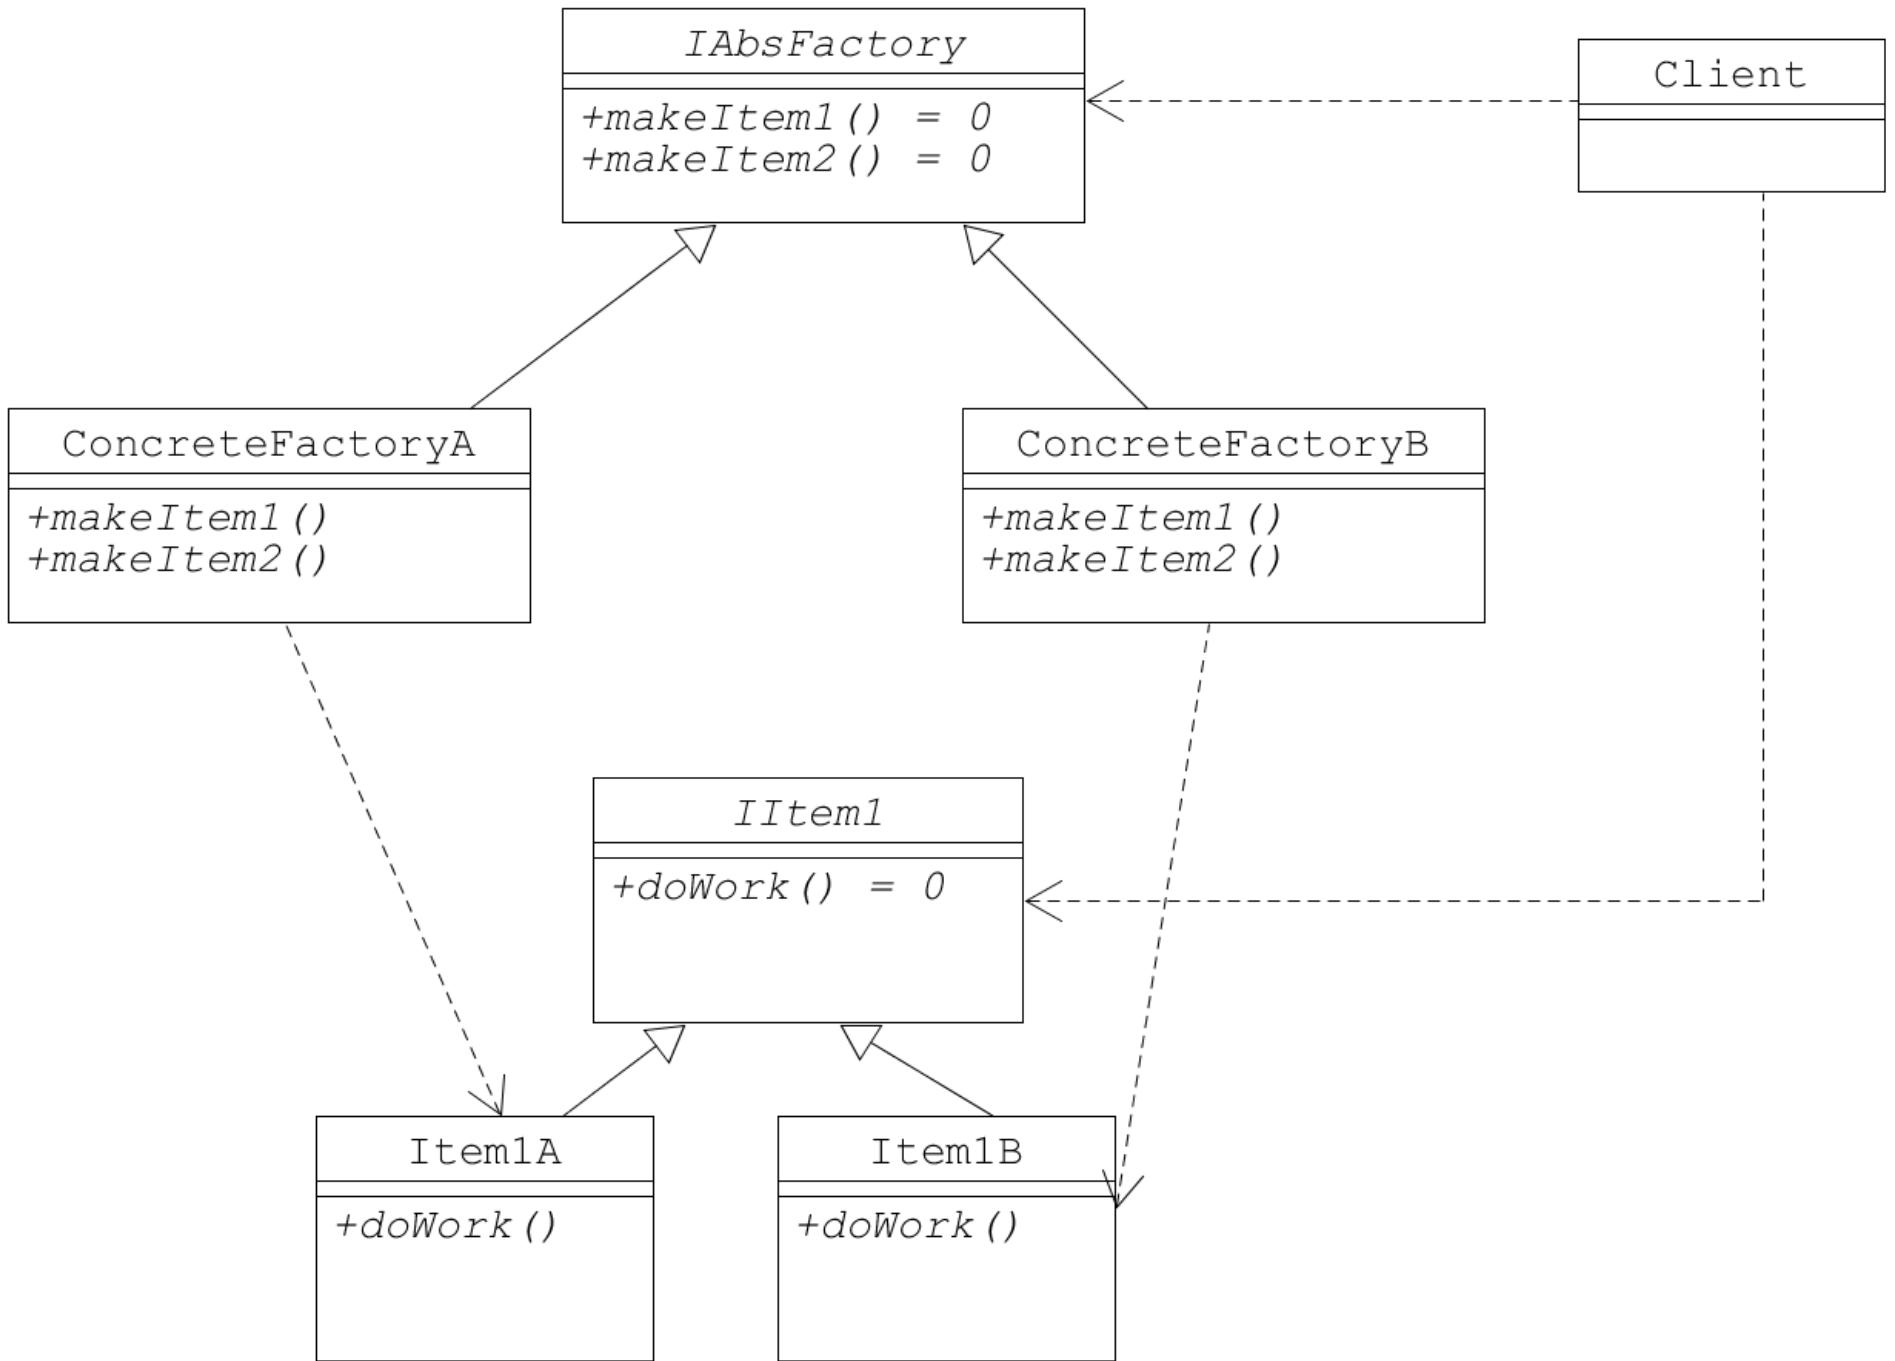 IAbsFactory
+makeItem1() = 0
+makeItem2() = 0
Client
ConcreteFactoryA
+makeItem1()
+makeItem2()
ConcreteFactoryB
+makeItem1()
+makeItem2()
IItem1
+doWork() = 0
Item1A
+doWork()
Item1B
+doWork()